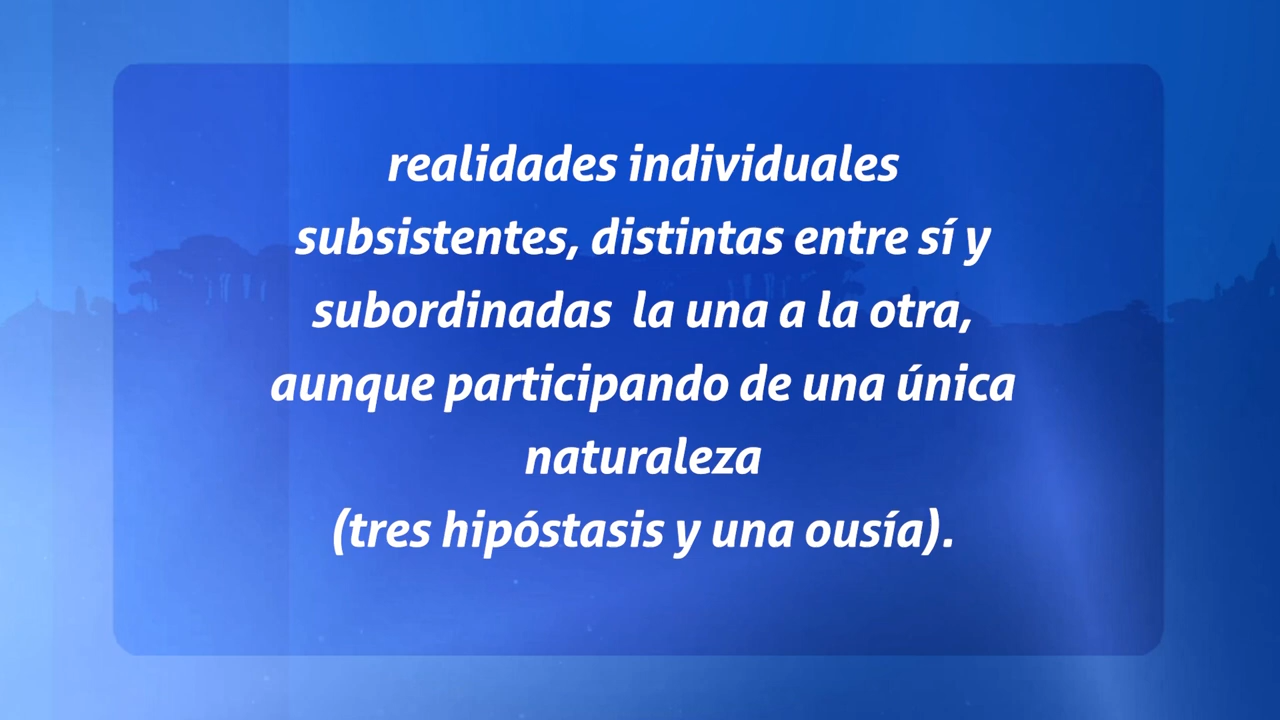 realidades individuales
subsistentes, distintas entre sí y
subordinadas  la una a la otra,
aunque participando de una única
naturaleza
(tres hipóstasis y una ousía).